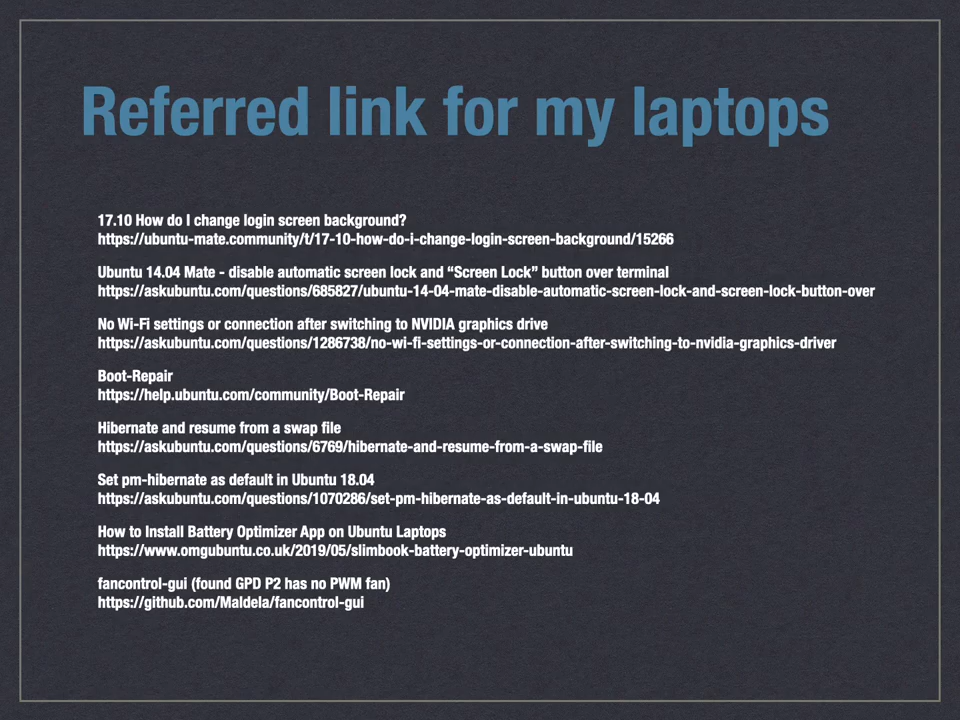 Referred link for my laptops
17.10 How do I change login screen background?
https://ubuntu-mate.community/t/17-10-how-do-i-change-login-screen-background/15266
Ubuntu 14.04 Mate - disable automatic screen lock and “Screen Lock” button over terminal
https://askubuntu.com/questions/685827/ubuntu-14-04-mate-disable-automatic-screen-lock-and-screen-lock-button-over
No Wi-Fi settings or connection after switching to NVIDIA graphics drive
https://askubuntu.com/questions/1286738/no-wi-fi-settings-or-connection-after-switching-to-nvidia-graphics-driver
Boot-Repair
https://help.ubuntu.com/community/Boot-Repair
Hibernate and resume from a swap file
https://askubuntu.com/questions/6769/hibernate-and-resume-from-a-swap-file
Set pm-hibernate as default in Ubuntu 18.04
https://askubuntu.com/questions/1070286/set-pm-hibernate-as-default-in-ubuntu-18-04
How to Install Battery Optimizer App on Ubuntu Laptops
https://www.omgubuntu.co.uk/2019/05/slimbook-battery-optimizer-ubuntu
fancontrol-gui (found GPD P2 has no PWM fan)
https://github.com/Maldela/fancontrol-gui